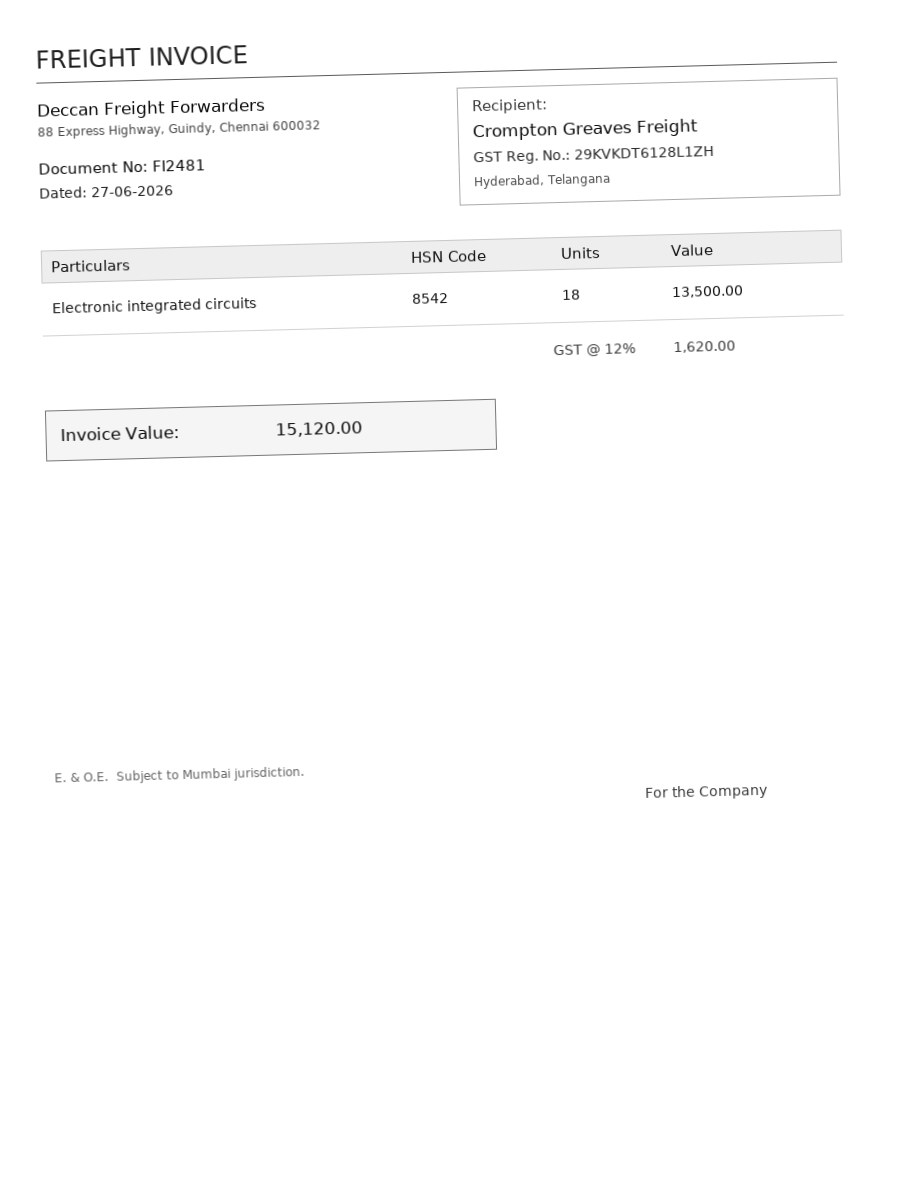 FREIGHT INVOICE
Deccan Freight Forwarders
88 Express Highway, Guindy, Chennai 600032
Document No: FI2481
Dated: 27-06-2026
Recipient:
Crompton Greaves Freight
GST Reg. No.: 29KVKDT6128L1ZH
Hyderabad, Telangana
Particulars HSN Code Units Value
Electronic integrated circuits 8542 18 13,500.00
GST @ 12% 1,620.00
Invoice Value: 15,120.00
E. & O.E. Subject to Mumbai jurisdiction.
For the Company